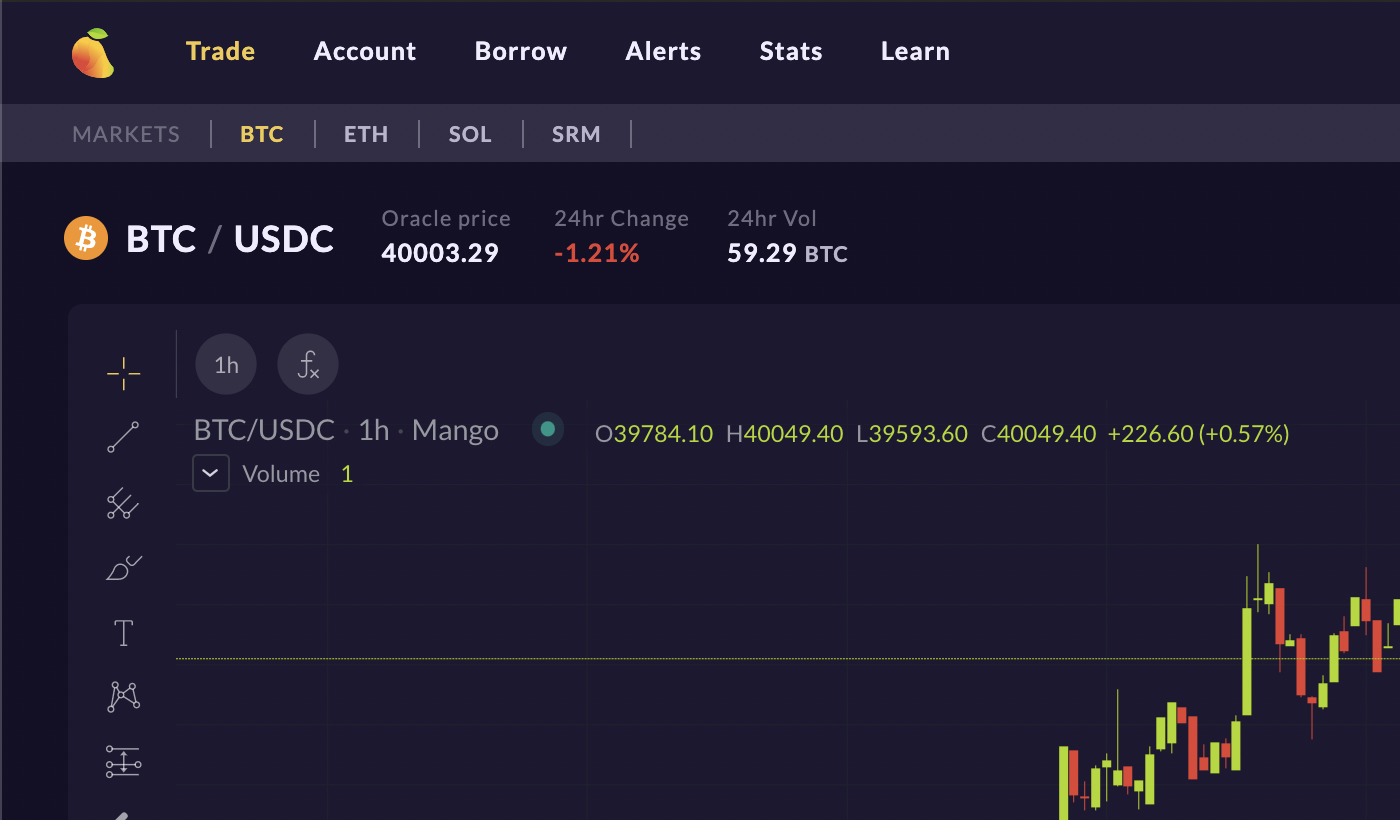 Trade Account Borrow Alerts Stats Learn
MARKETS | BTC | ETH | SOL | SRM |
BTC / USDC
Oracle price 24hr Change 24hr Vol
40003.29 -1.21% 59.29 BTC
1h fx
BTC/USDC · 1h · Mango O39784.10 H40049.40 L39593.60 C40049.40 +226.60 (+0.57%)
Volume 1